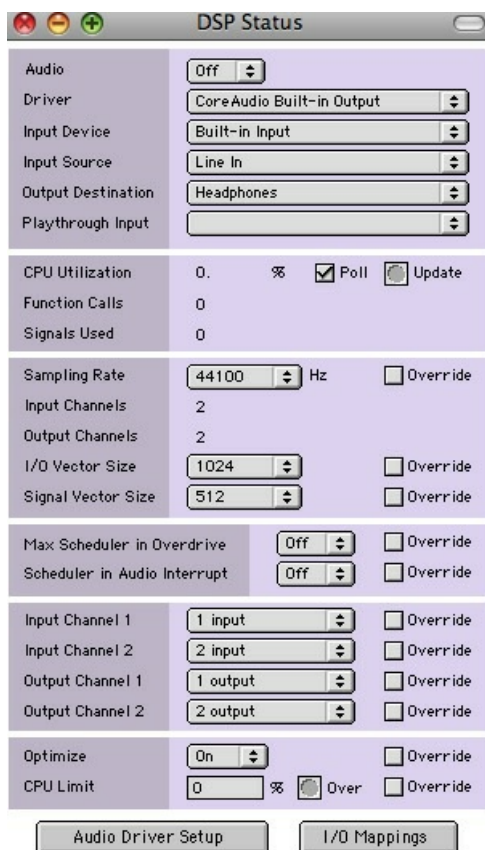 DSP Status
Audio Off
Driver CoreAudio Built-in Output
Input Device Built-in Input
Input Source Line In
Output Destination Headphones
Playthrough Input
CPU Utilization 0. % Poll Update
Function Calls 0
Signals Used 0
Sampling Rate 44100 Hz Override
Input Channels 2
Output Channels 2
I/O Vector Size 1024 Override
Signal Vector Size 512 Override
Max Scheduler in Overdrive Off Override
Scheduler in Audio Interrupt Off Override
Input Channel 1 1 input Override
Input Channel 2 2 input Override
Output Channel 1 1 output Override
Output Channel 2 2 output Override
Optimize On Override
CPU Limit 0 % Over Override
Audio Driver Setup I/O Mappings